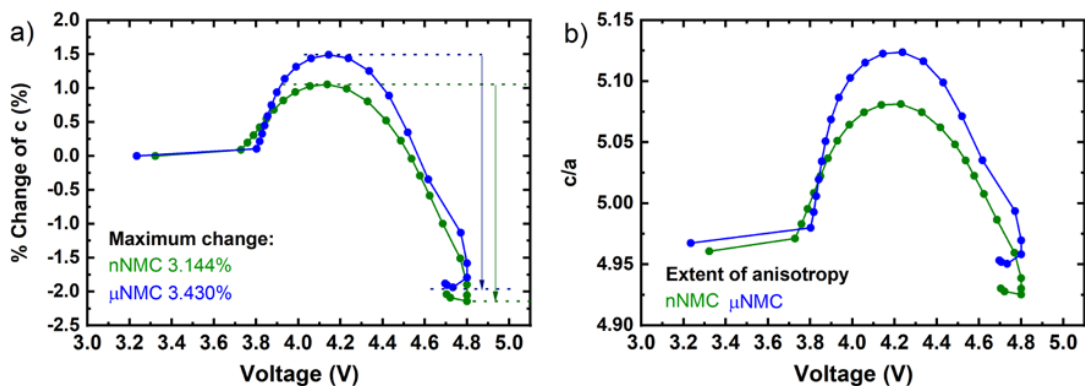 a)
% Change of c (%)
2.0
1.5
1.0
0.5
0.0
-0.5
-1.0
-1.5
-2.0
-2.5
Maximum change:
nNMC 3.144%
μNMC 3.430%
3.0 3.2 3.4 3.6 3.8 4.0 4.2 4.4 4.6 4.8 5.0
Voltage (V)
b)
c/a
5.15
5.10
5.05
5.00
4.95
4.90
Extent of anisotropy
nNMC μNMC
3.0 3.2 3.4 3.6 3.8 4.0 4.2 4.4 4.6 4.8 5.0
Voltage (V)